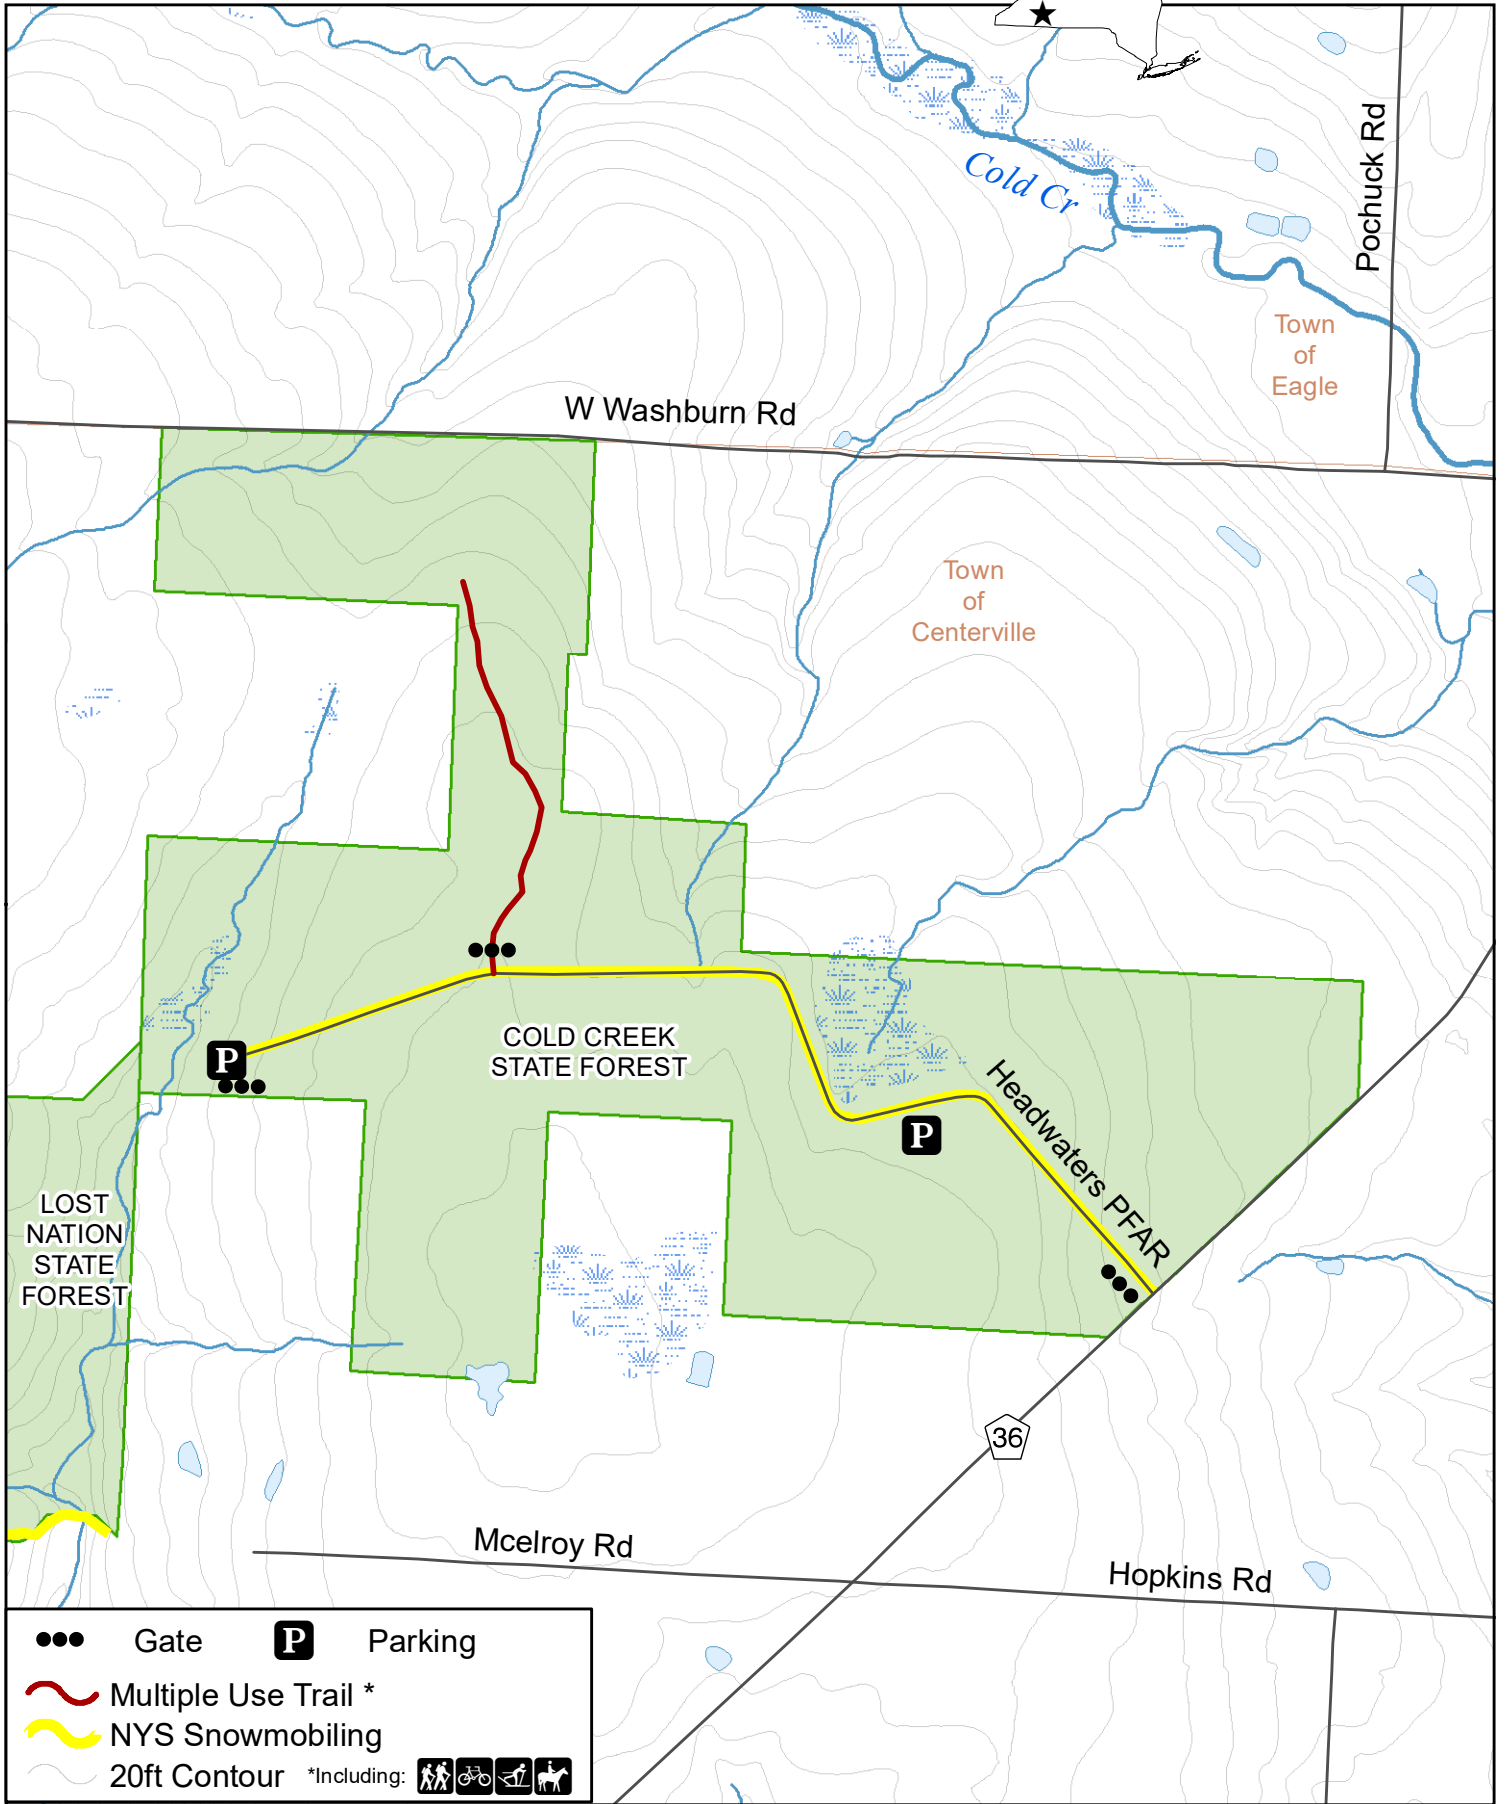 Pochuck Rd
Cold Cr
Town
of
Eagle
W Washburn Rd
Town
of
Centerville
COLD CREEK
STATE FOREST
P
Headwaters PFAR
P
LOST
NATION
STATE
FOREST
36
Mcelroy Rd
Hopkins Rd
Gate
P
Parking
Multiple Use Trail *
NYS Snowmobiling
20ft Contour
*Including: